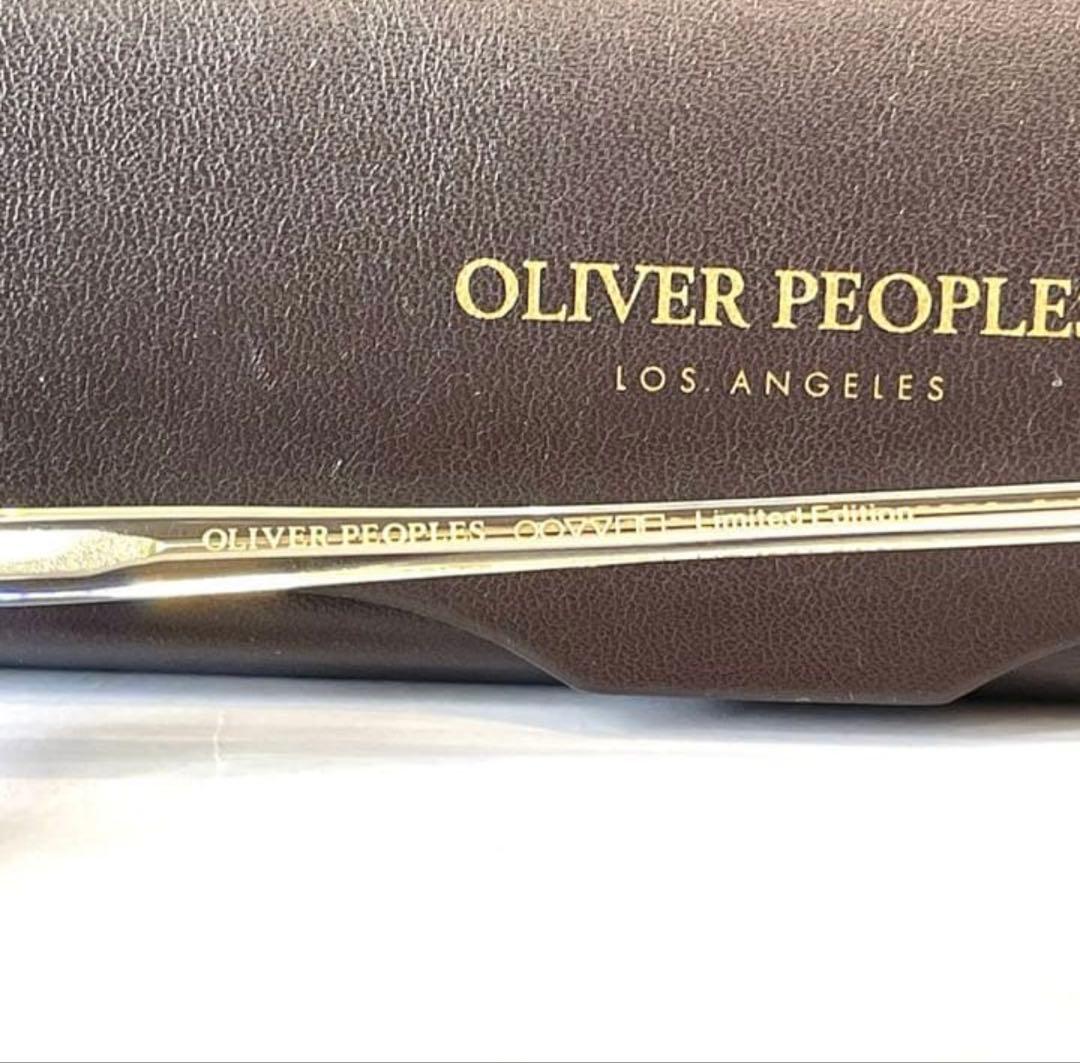 OLIVER PEOPLES
LOS ANGELES
OLIVER PEOPLES Limited Edition